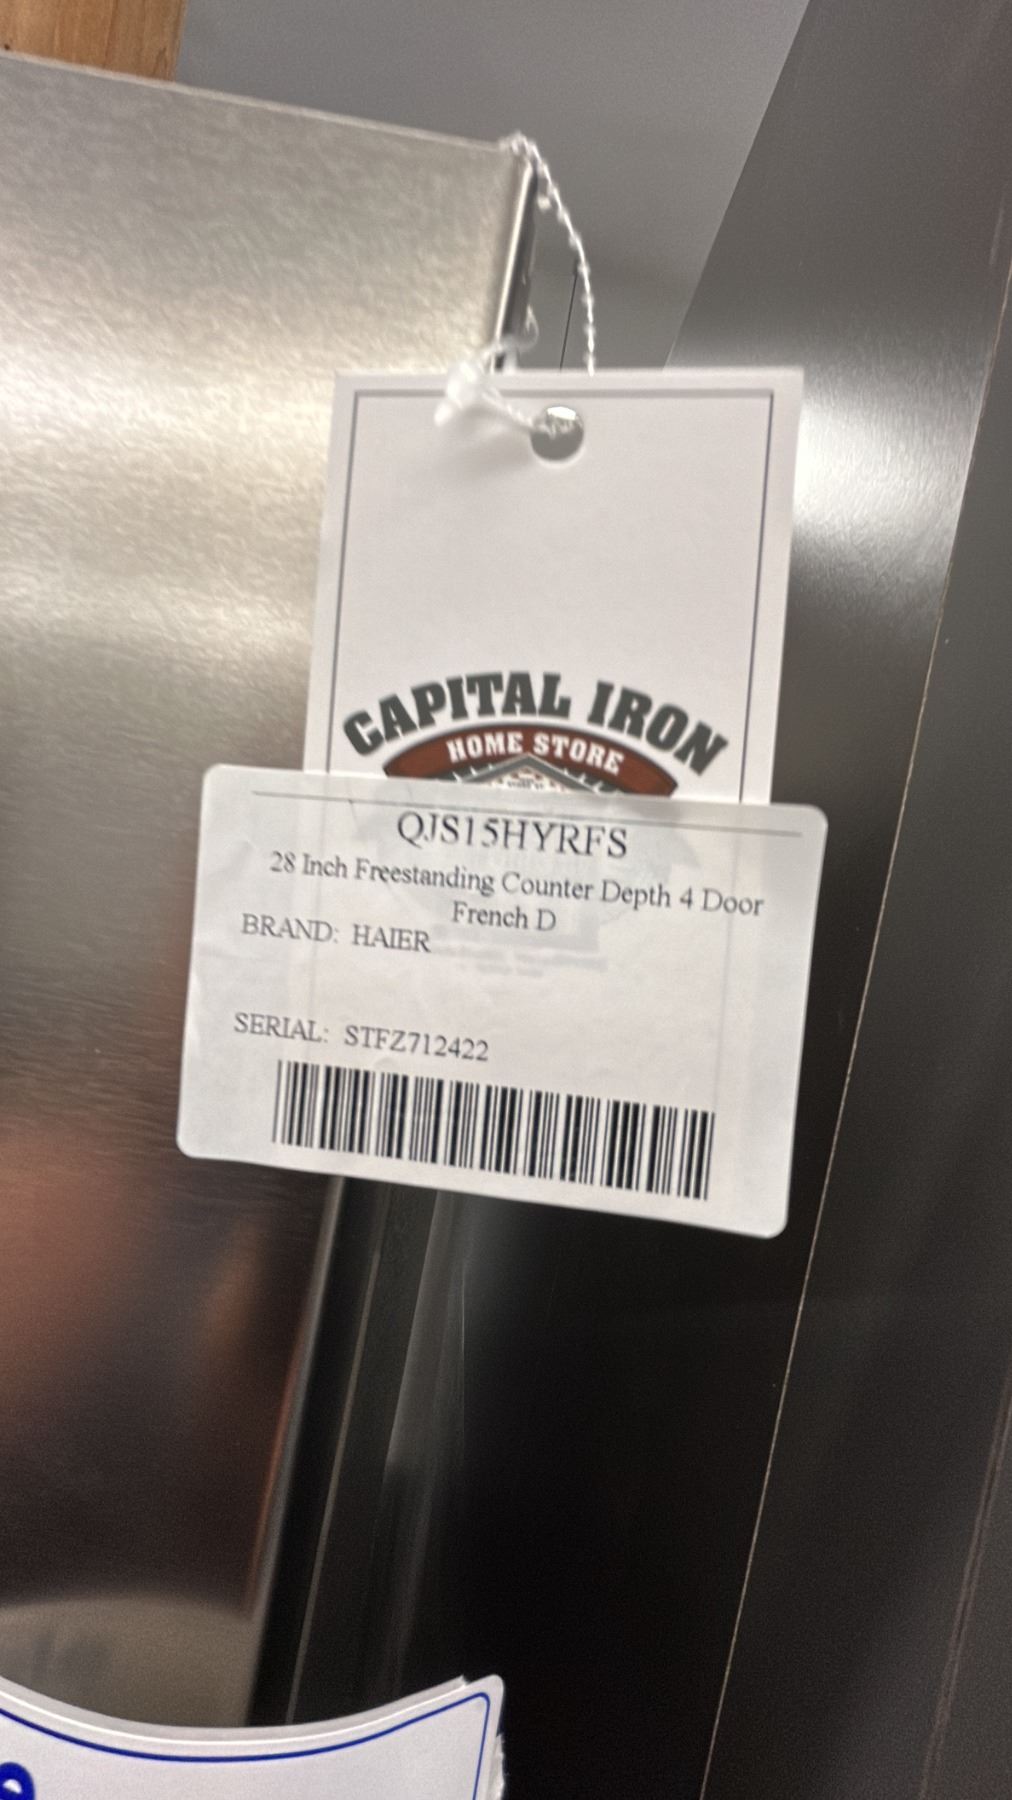 CAPITAL IRON
HOME STORE
QJS15HYRFS
28 Inch Freestanding Counter Depth 4 Door
French D
BRAND: HAIER
SERIAL: STFZ712422